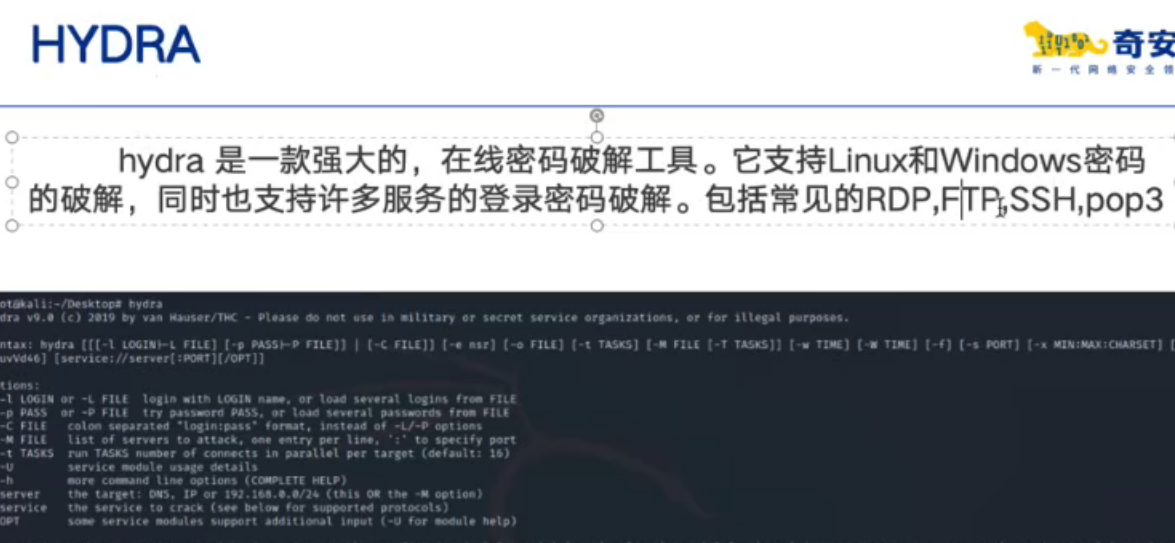 HYDRA
奇安
新一代网络安全领
hydra 是一款强大的，在线密码破解工具。它支持Linux和Windows密码
的破解，同时也支持许多服务的登录密码破解。包括常见的RDP,FTP,SSH,pop3
ot@kali:~/Desktop# hydra
dra v9.0 (c) 2019 by van Hauser/THC - Please do not use in military or secret service organizations, or for illegal purposes.
ntax: hydra [[[-l LOGIN|-L FILE] [-p PASS|-P FILE]] | [-C FILE]] [-e nsr] [-o FILE] [-t TASKS] [-M FILE [-T TASKS]] [-w TIME] [-W TIME] [-f] [-s PORT] [-x MIN:MAX:CHARSET] [
uvVd46] [service://server[:PORT][/OPT]]
tions:
-l LOGIN or -L FILE  login with LOGIN name, or load several logins from FILE
-p PASS  or -P FILE  try password PASS, or load several passwords from FILE
-C FILE   colon separated "login:pass" format, instead of -L/-P options
-M FILE   list of servers to attack, one entry per line, ':' to specify port
-t TASKS  run TASKS number of connects in parallel per target (default: 16)
-U        service module usage details
-h        more command line options (COMPLETE HELP)
server    the target: DNS, IP or 192.168.0.0/24 (this OR the -M option)
service   the service to crack (see below for supported protocols)
OPT       some service modules support additional input (-U for module help)